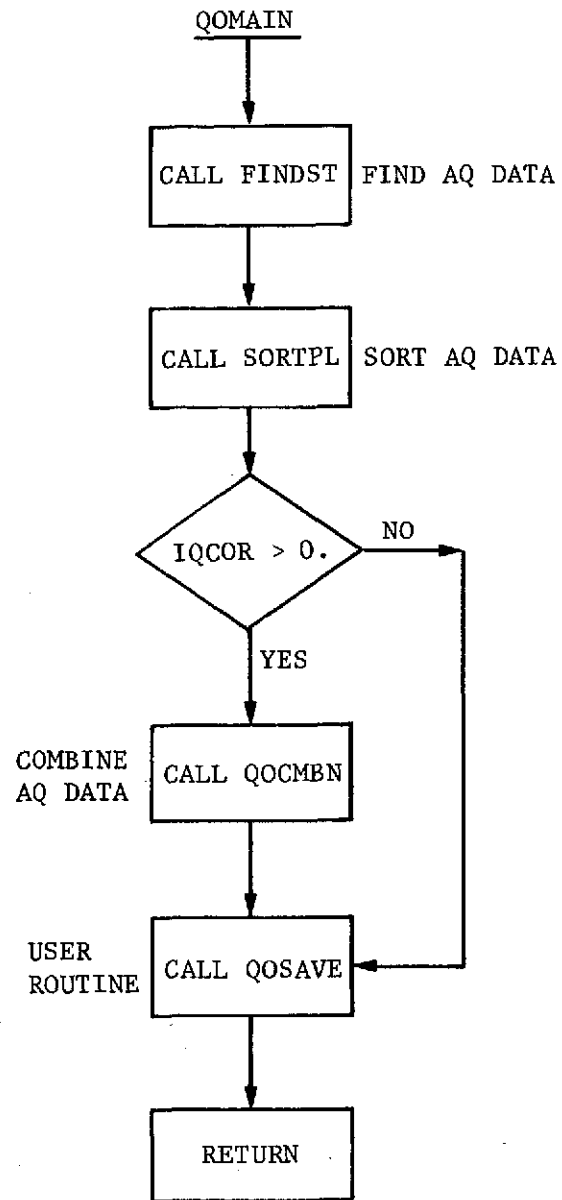 QOMAIN
CALL FINDST
FIND AQ DATA
CALL SORTPL
SORT AQ DATA
IQCOR > 0.
NO
YES
COMBINE
AQ DATA
CALL QOCMBN
USER
ROUTINE
CALL QOSAVE
RETURN